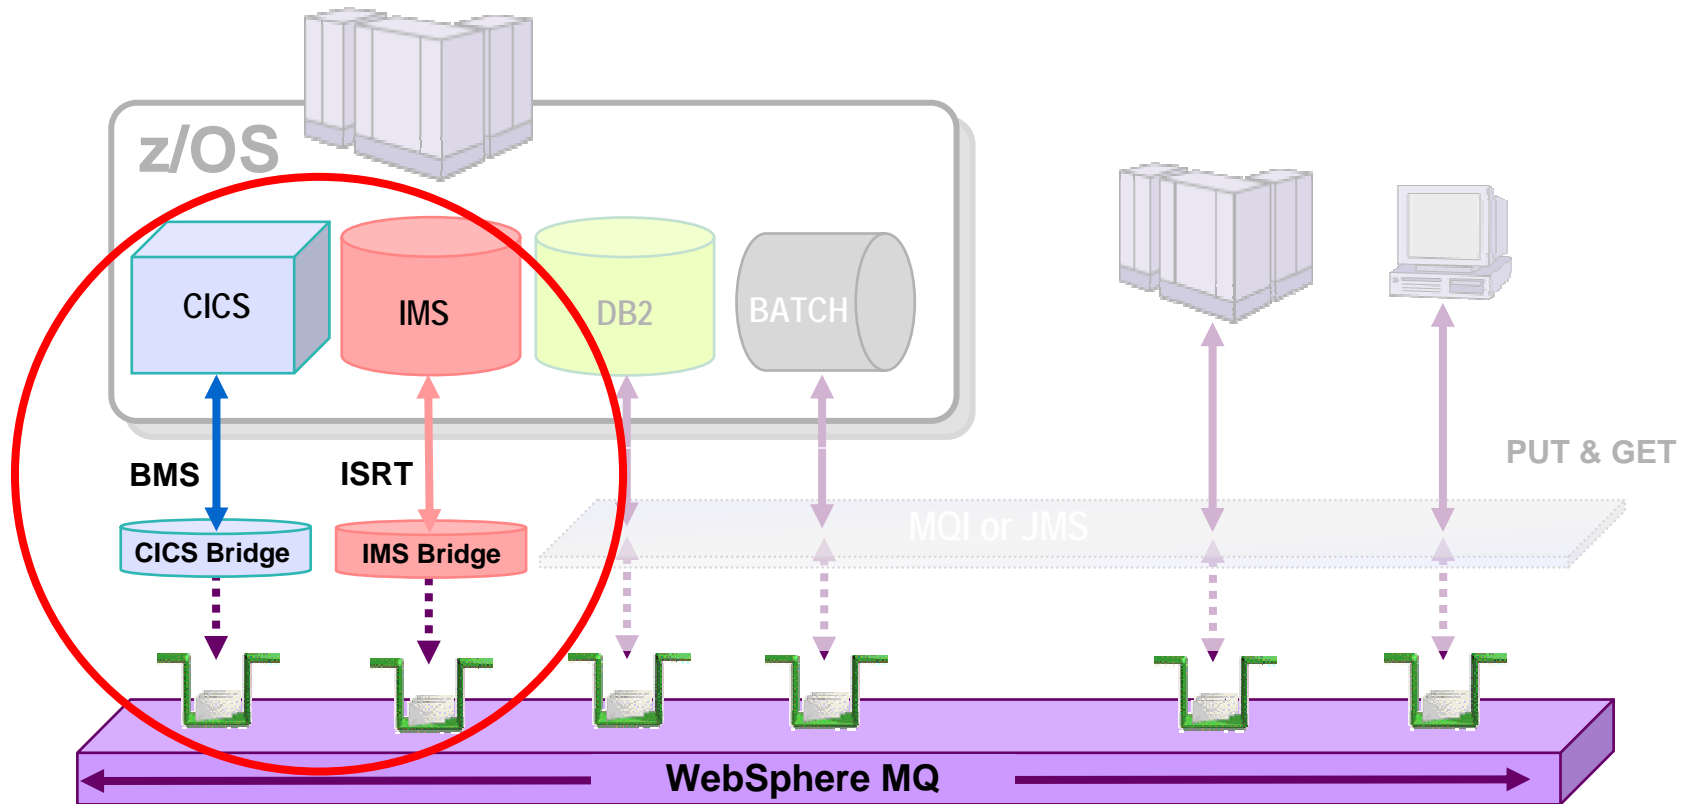 z/OS
CICS
IMS
DB2
BATCH
BMS
ISRT
PUT & GET
CICS Bridge
IMS Bridge
MQI or JMS
WebSphere MQ